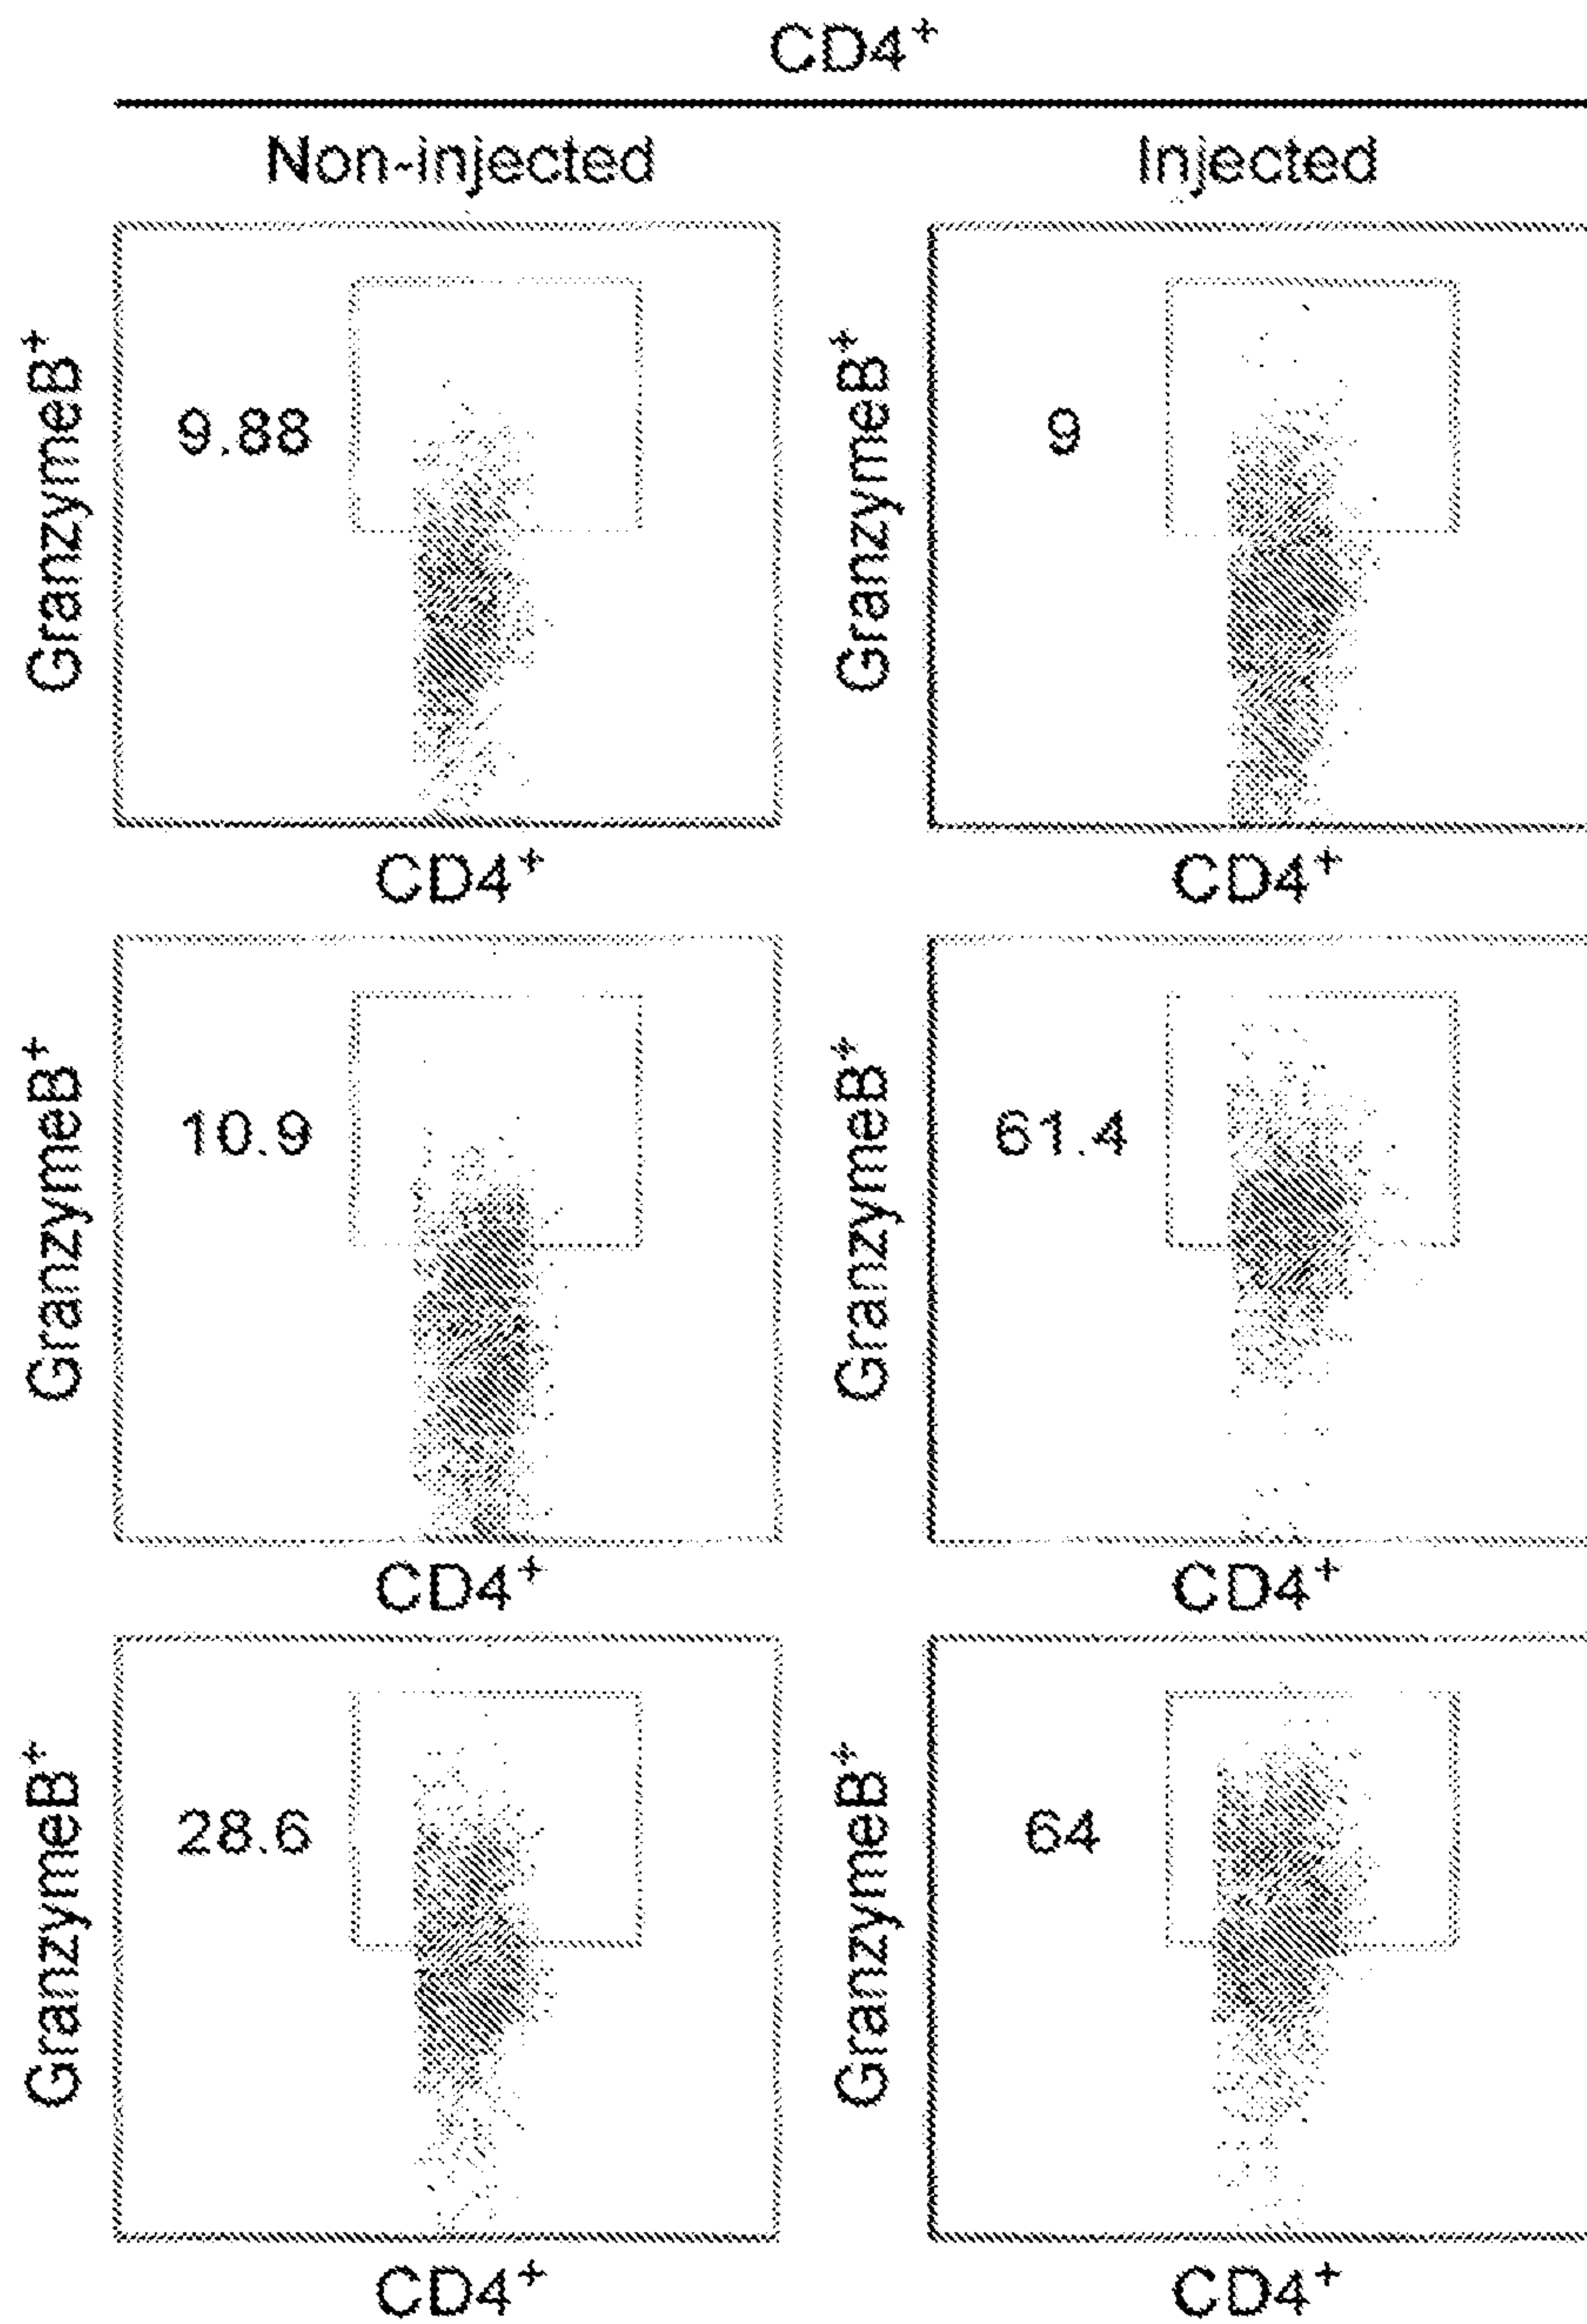 CD4⁺
Non-injected Injected
GranzymeB⁺ 9.88 GranzymeB⁺ 9
CD4⁺ CD4⁺
GranzymeB⁺ 10.9 GranzymeB⁺ 61.4
CD4⁺ CD4⁺
GranzymeB⁺ 28.6 GranzymeB⁺ 64
CD4⁺ CD4⁺